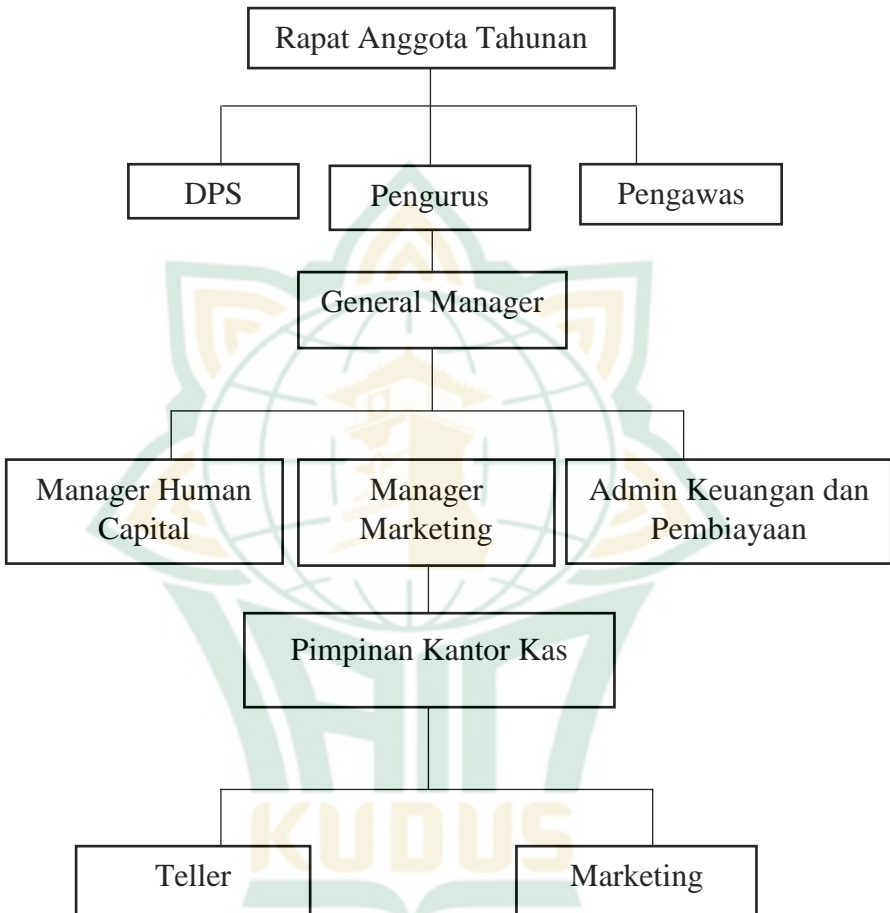 Rapat Anggota Tahunan
DPS
Pengurus
Pengawas
General Manager
Manager Human
Capital
Manager
Marketing
Admin Keuangan dan
Pembiayaan
Pimpinan Kantor Kas
Teller
Marketing
IAIN
KUDUS